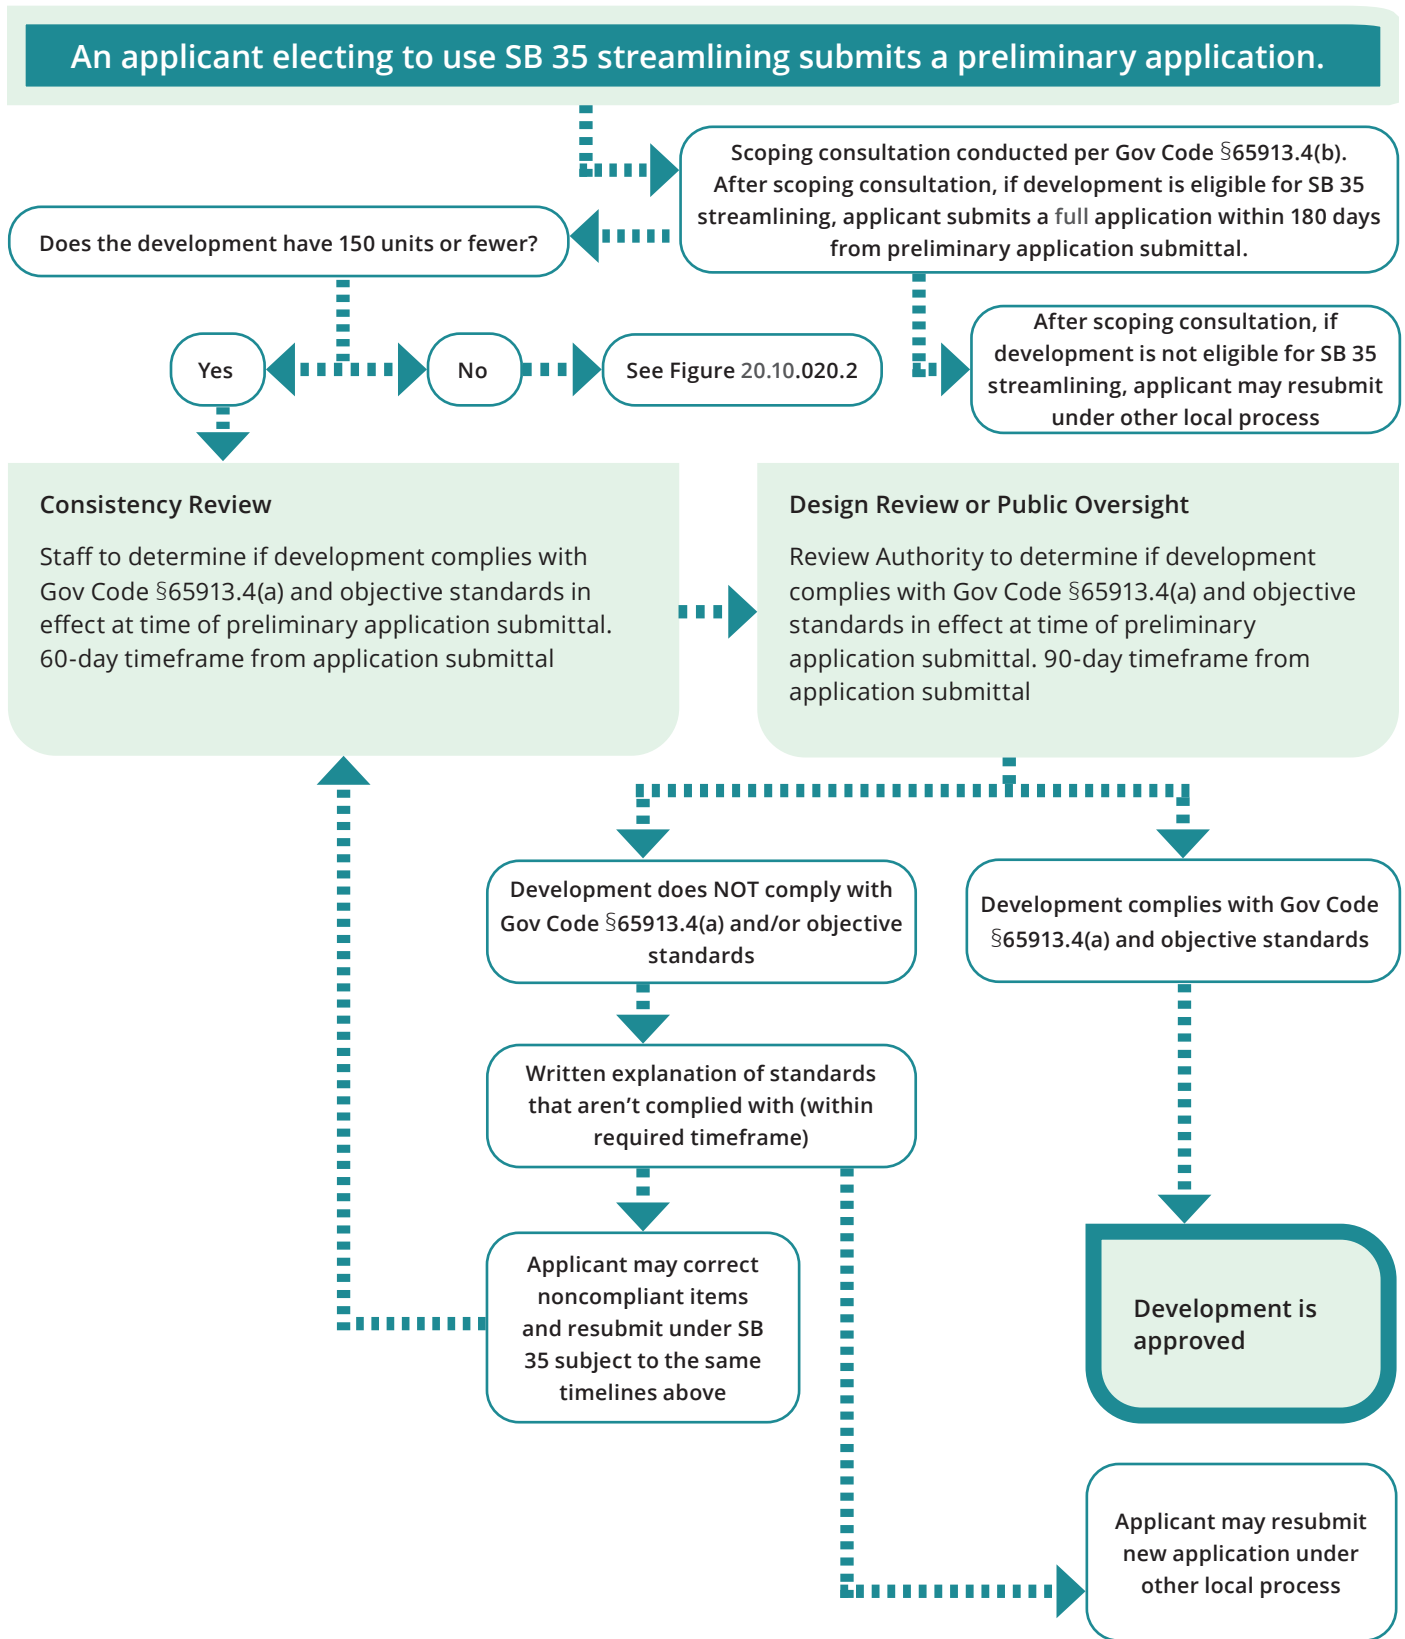 An applicant electing to use SB 35 streamlining submits a preliminary application.
Scoping consultation conducted per Gov Code §65913.4(b).
After scoping consultation, if development is eligible for SB 35
streamlining, applicant submits a full application within 180 days
from preliminary application submittal.
Does the development have 150 units or fewer?
After scoping consultation, if
development is not eligible for SB 35
streamlining, applicant may resubmit
under other local process
Yes
No
See Figure 20.10.020.2
Consistency Review
Staff to determine if development complies with
Gov Code §65913.4(a) and objective standards in
effect at time of preliminary application submittal.
60-day timeframe from application submittal
Design Review or Public Oversight
Review Authority to determine if development
complies with Gov Code §65913.4(a) and objective
standards in effect at time of preliminary
application submittal. 90-day timeframe from
application submittal
Development does NOT comply with
Gov Code §65913.4(a) and/or objective
standards
Development complies with Gov Code
§65913.4(a) and objective standards
Written explanation of standards
that aren’t complied with (within
required timeframe)
Applicant may correct
noncompliant items
and resubmit under SB
35 subject to the same
timelines above
Development is
approved
Applicant may resubmit
new application under
other local process